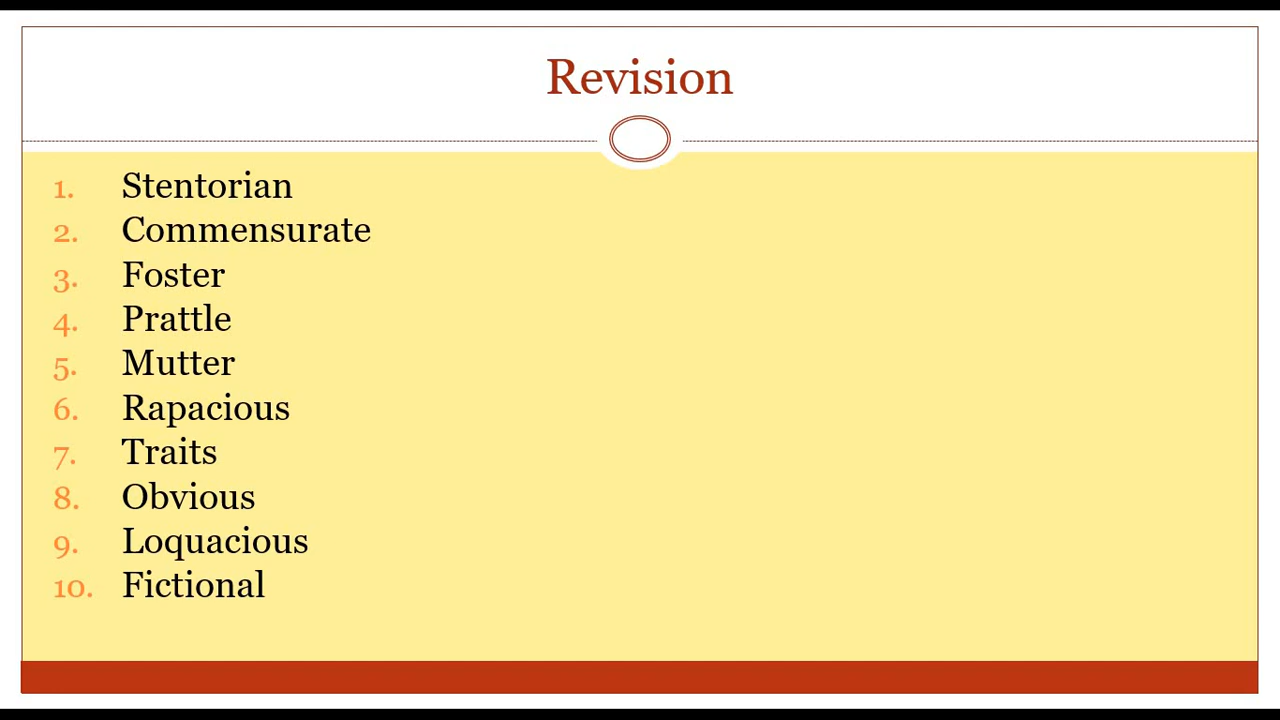 Revision
1. Stentorian
2. Commensurate
3. Foster
4. Prattle
5. Mutter
6. Rapacious
7. Traits
8. Obvious
9. Loquacious
10. Fictional